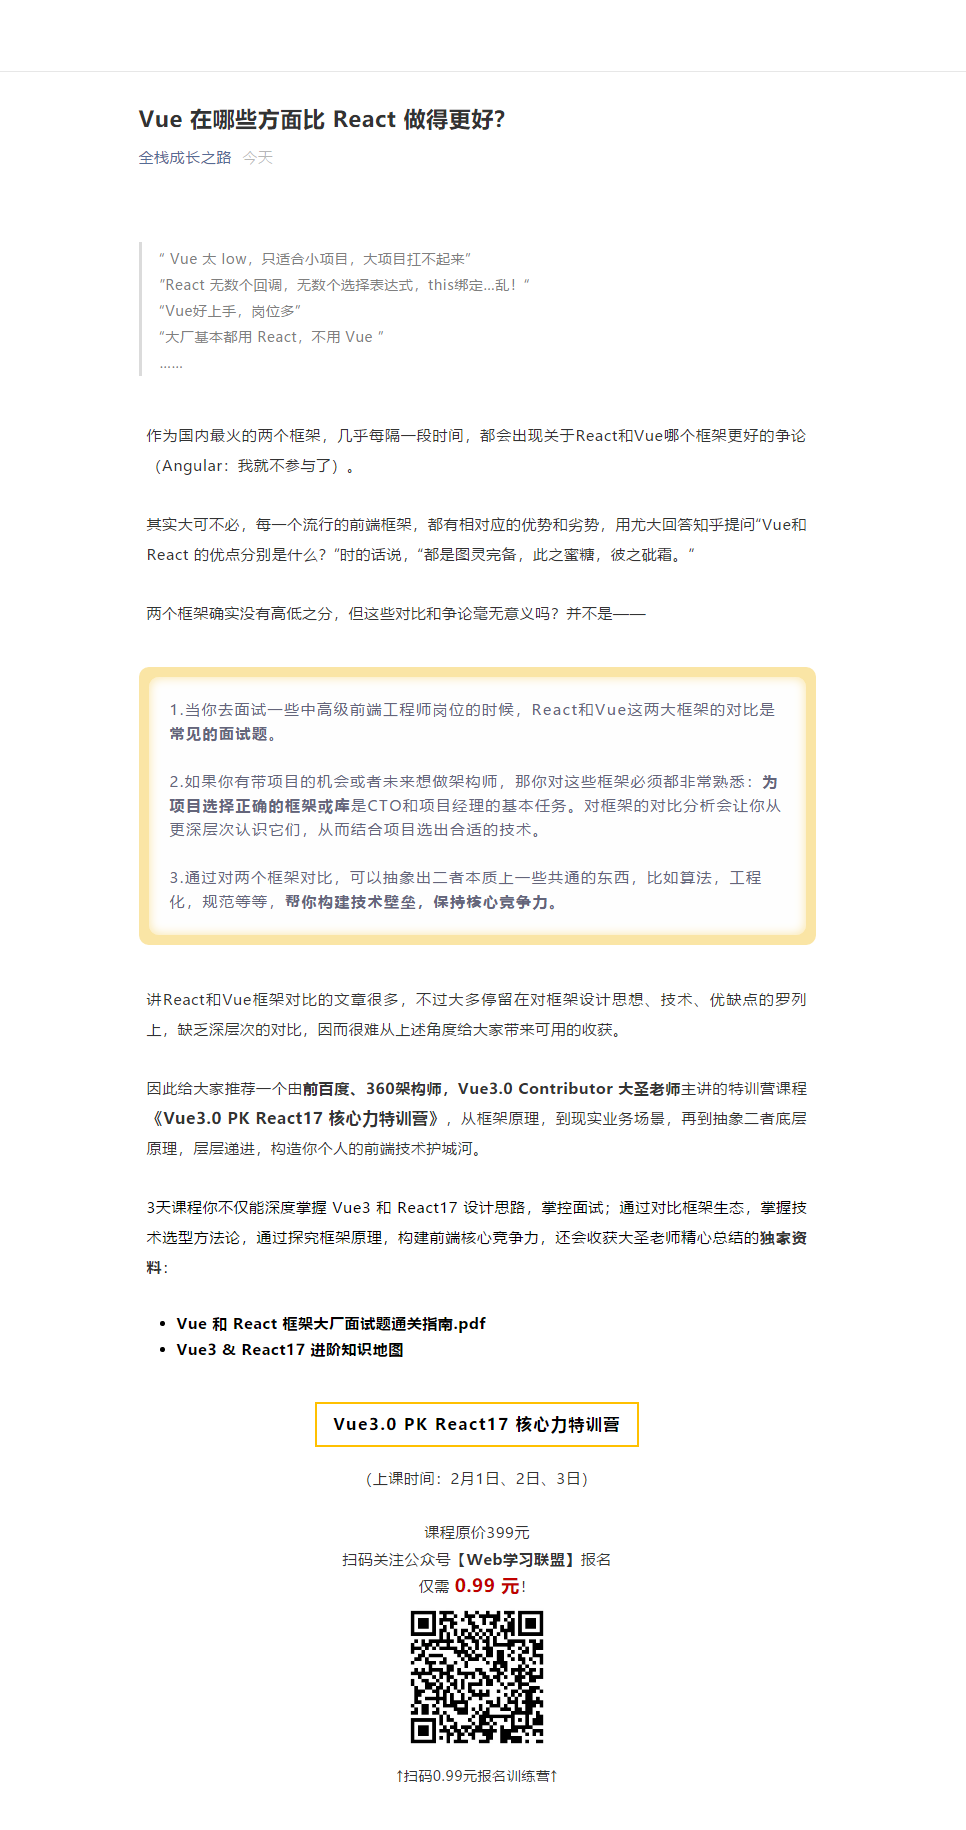 Vue 在哪些方面比 React 做得更好？
全栈成长之路 今天
“ Vue 太 low，只适合小项目，大项目扛不起来”
“React 无数个回调，无数个选择表达式，this绑定...乱！“
“Vue好上手，岗位多”
“大厂基本都用 React，不用 Vue ”
……
作为国内最火的两个框架，几乎每隔一段时间，都会出现关于React和Vue哪个框架更好的争论
（Angular：我就不参与了）。
其实大可不必，每一个流行的前端框架，都有相对应的优势和劣势，用尤大回答知乎提问“Vue和
React 的优点分别是什么？”时的话说，“都是图灵完备，此之蜜糖，彼之砒霜。”
两个框架确实没有高低之分，但这些对比和争论毫无意义吗？并不是——
1.当你去面试一些中高级前端工程师岗位的时候，React和Vue这两大框架的对比是
常见的面试题。
2.如果你有带项目的机会或者未来想做架构师，那你对这些框架必须都非常熟悉：为
项目选择正确的框架或库是CTO和项目经理的基本任务。对框架的对比分析会让你从
更深层次认识它们，从而结合项目选出合适的技术。
3.通过对两个框架对比，可以抽象出二者本质上一些共通的东西，比如算法，工程
化，规范等等，帮你构建技术壁垒，保持核心竞争力。
讲React和Vue框架对比的文章很多，不过大多停留在对框架设计思想、技术、优缺点的罗列
上，缺乏深层次的对比，因而很难从上述角度给大家带来可用的收获。
因此给大家推荐一个由前百度、360架构师，Vue3.0 Contributor 大圣老师主讲的特训营课程
《Vue3.0 PK React17 核心力特训营》，从框架原理，到现实业务场景，再到抽象二者底层
原理，层层递进，构造你个人的前端技术护城河。
3天课程你不仅能深度掌握 Vue3 和 React17 设计思路，掌控面试；通过对比框架生态，掌握技
术选型方法论，通过探究框架原理，构建前端核心竞争力，还会收获大圣老师精心总结的独家资
料：
• Vue 和 React 框架大厂面试题通关指南.pdf
• Vue3 & React17 进阶知识地图
Vue3.0 PK React17 核心力特训营
（上课时间：2月1日、2日、3日）
课程原价399元
扫码关注公众号【Web学习联盟】报名
仅需 0.99 元！
↑扫码0.99元报名训练营↑